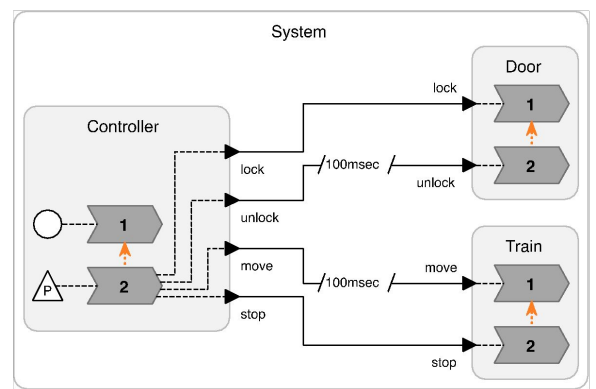 System
Door
lock
1
Controller
2
100msec
lock
unlock
1
unlock
Train
move
move
1
100msec
P
2
stop
2
stop